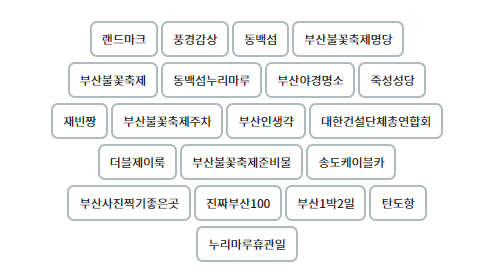 랜드마크 풍경감상 동백섬 부산불꽃축제명당
부산불꽃축제 동백섬누리마루 부산야경명소 죽성성당
재빈짱 부산불꽃축제주차 부산인생갹 대한건설단체총연합회
더블제이룩 부산불꽃축제준비물 송도케이블카
부산사진찍기좋은곳 진짜부산100 부산1박2일 탄도항
누리마루휴관일